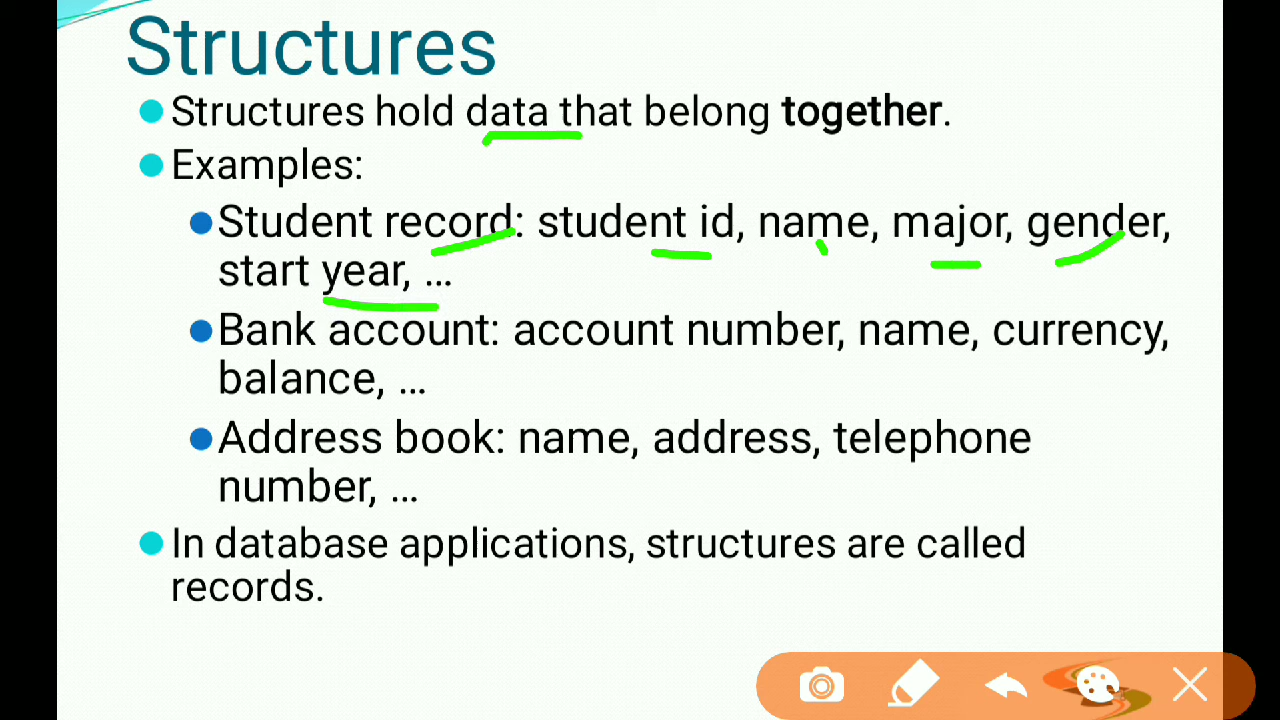 Structures
Structures hold data that belong together.
Examples:
Student record: student id, name, major, gender,
start year, ...
Bank account: account number, name, currency,
balance, ...
Address book: name, address, telephone
number, ...
In database applications, structures are called
records.